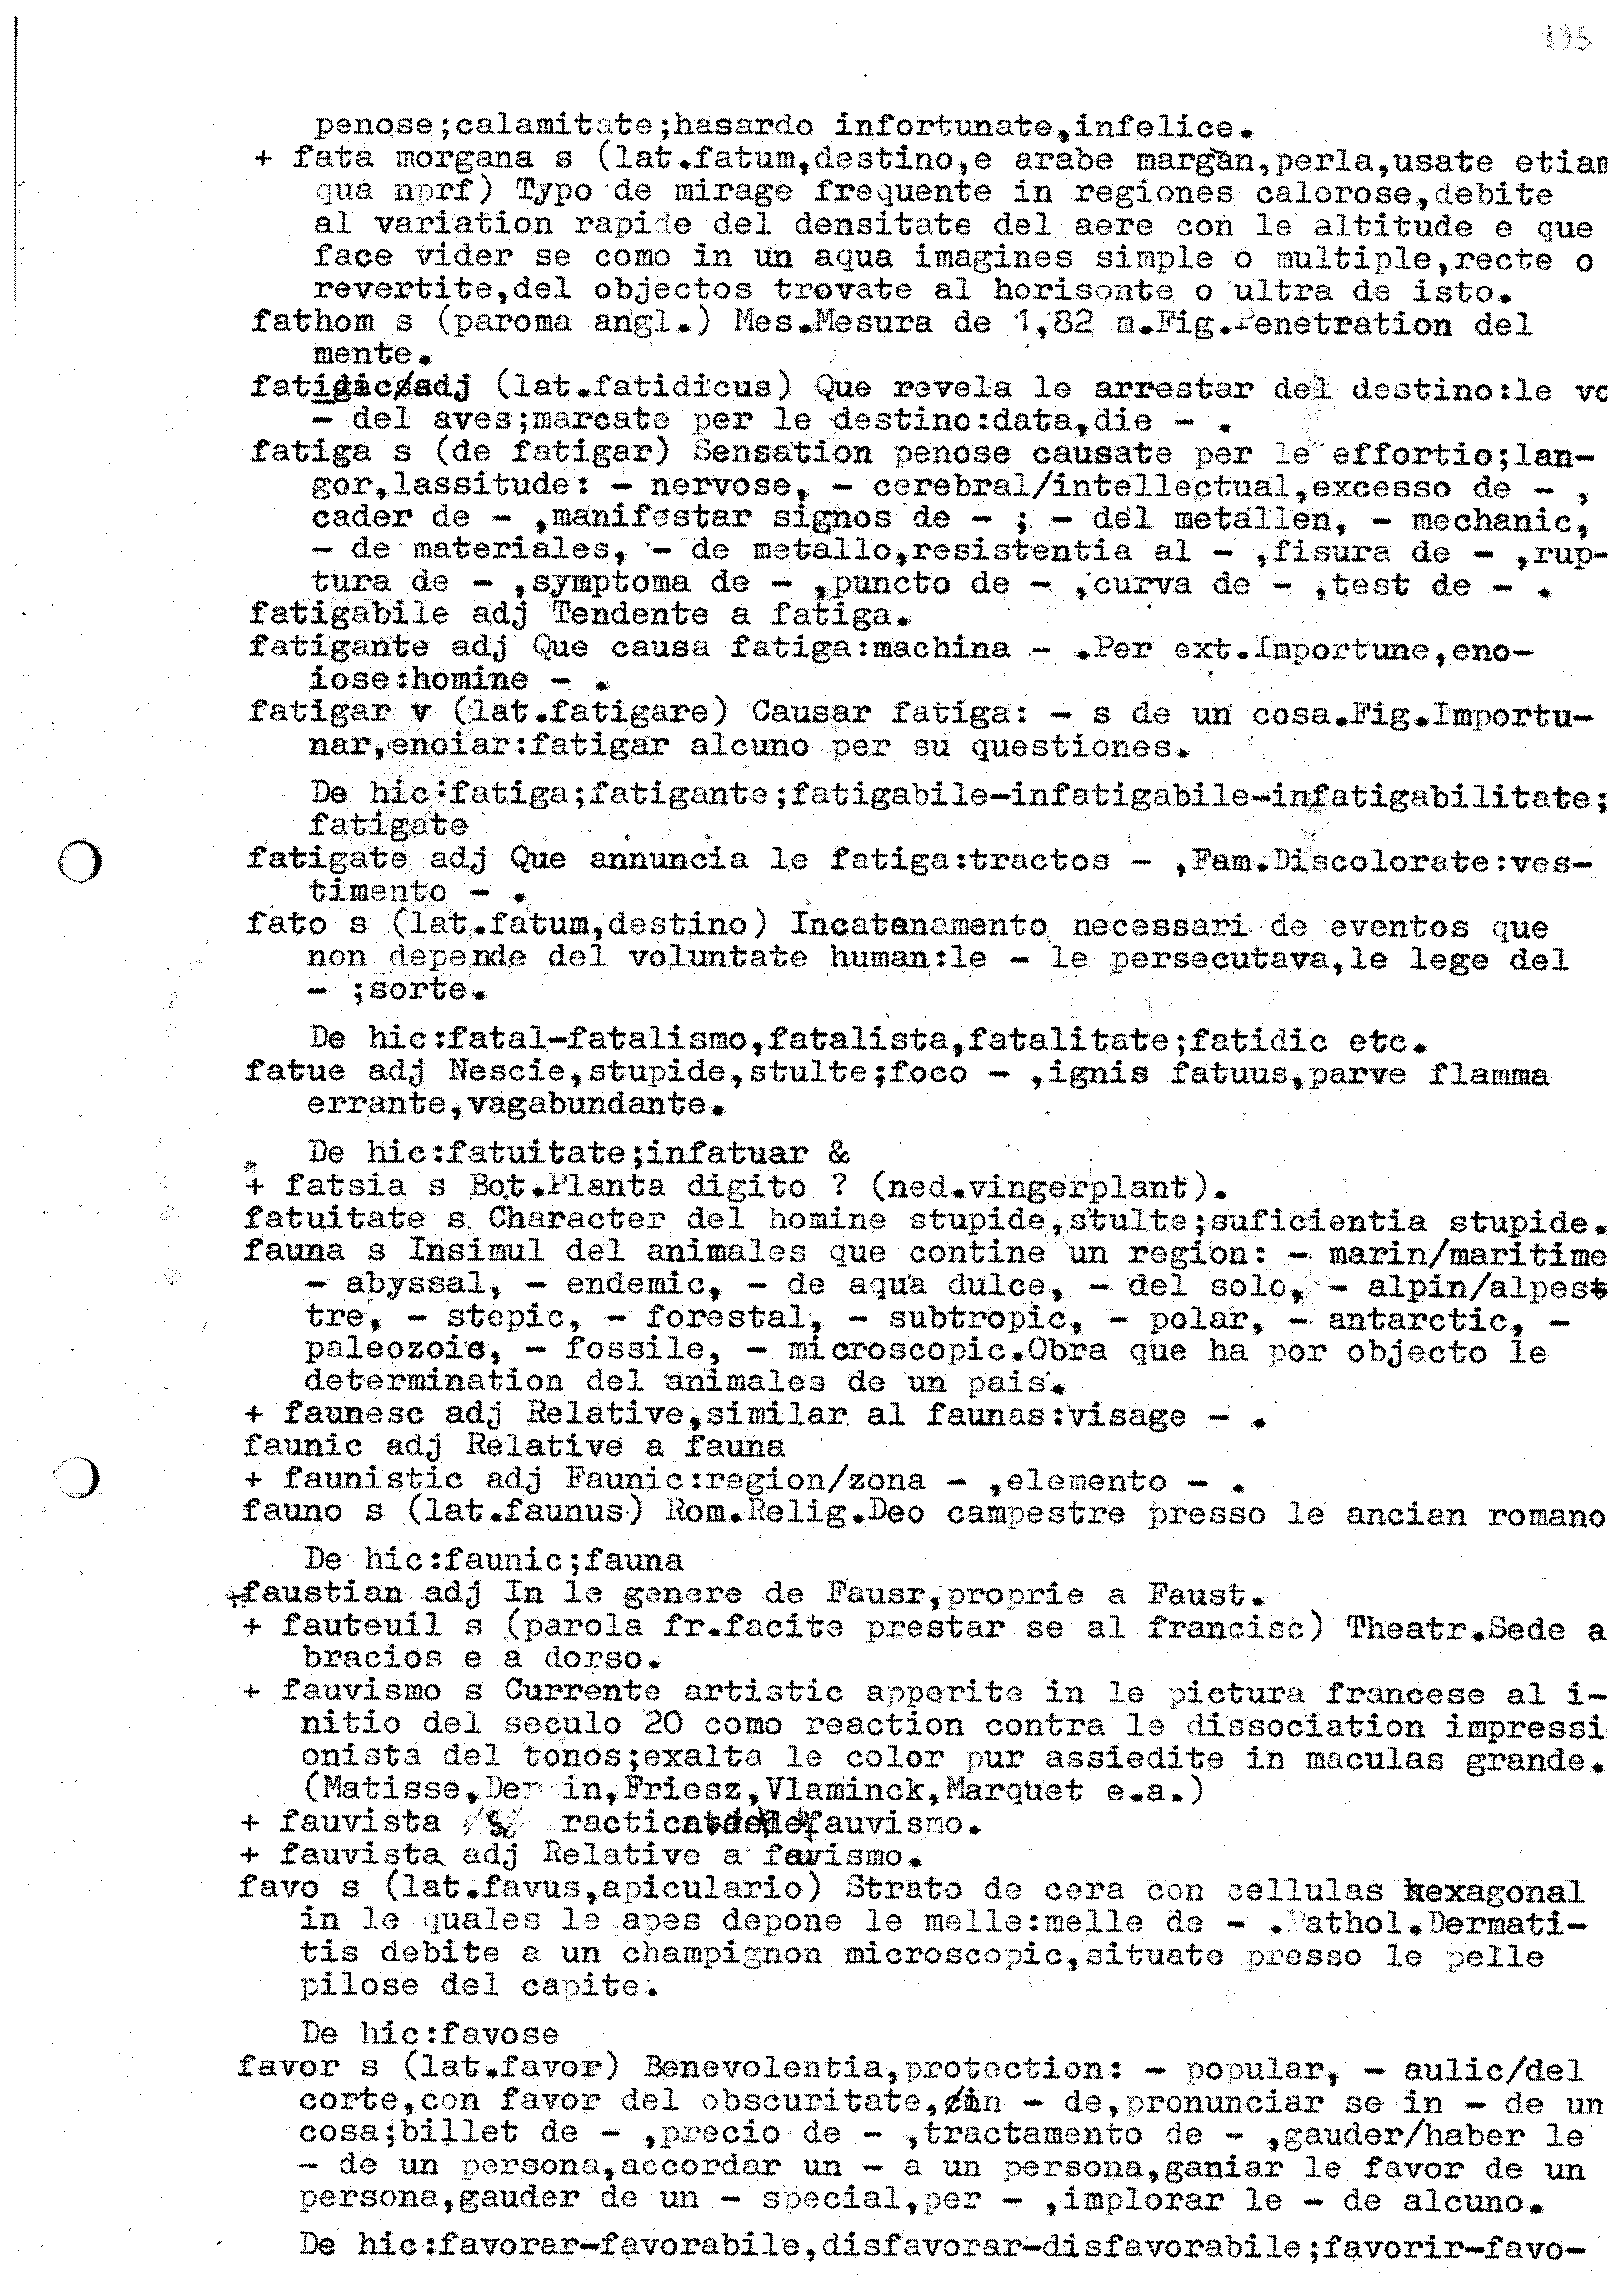 195
penose;calamitate;hasardo infortunate,infelice.
+ fata morgana s (lat.fatum,destino,e arabe margan,perla,usate etiam
qua nprf) Typo de mirage frequente in regiones calorose,debite
al variation rapide del densitate del aere con le altitude e que
face vider se como in un aqua imagines simple o multiple,recte o
revertite,del objectos trovate al horisonte o ultra de isto.
fathom s (paroma angl.) Mes.Mesura de 1,82 m.Fig.Penetration del
mente.
fatidic adj (lat.fatidicus) Que revela le arrestar del destino:le vo
- del aves;marcate per le destino:data,die - .
fatiga s (de fatigar) Sensation penose causate per le effortio;lan-
gor,lassitude: - nervose, - cerebral/intellectual,excesso de - ,
cader de - ,manifestar signos de - ; - del metallen, - mechanic,
- de materiales, - de metallo,resistentia al - ,fisura de - ,rup-
tura de - ,symptoma de - ,puncto de - ,curva de - ,test de - .
fatigabile adj Tendente a fatiga.
fatigante adj Que causa fatiga:machina - .Per ext.Importune,eno-
iose:homine - .
fatigar v (lat.fatigare) Causar fatiga: - s de un cosa.Fig.Importu-
nar,enoiar:fatigar alcuno per su questiones.
De hic:fatiga;fatigante;fatigabile-infatigabile-infatigabilitate;
fatigate
fatigate adj Que annuncia le fatiga:tractos - ,Fam.Discolorate:ves-
timento - .
fato s (lat.fatum,destino) Incatenamento necessari de eventos que
non depende del voluntate human:le - le persecutava,le lege del
- ;sorte.
De hic:fatal-fatalismo,fatalista,fatalitate;fatidic etc.
fatue adj Nescie,stupide,stulte;foco - ,ignis fatuus,parve flamma
errante,vagabundante.
De hic:fatuitate;infatuar &
+ fatsia s Bot.Planta digito ? (ned.vingerplant).
fatuitate s Character del homine stupide,stulte;suficientia stupide.
fauna s Insimul del animales que contine un region: - marin/maritime
- abyssal, - endemic, - de aqua dulce, - del solo, - alpin/alpes
tre, - stepic, - forestal, - subtropic, - polar, - antarctic, -
paleozoic, - fossile, - microscopic.Obra que ha por objecto le
determination del animales de un pais.
+ faunesc adj Relative,similar al faunas:visage - .
faunic adj Relative a fauna
+ faunistic adj Faunic:region/zona - ,elemento - .
fauno s (lat.faunus) Rom.Relig.Deo campestre presso le ancian romano
De hic:faunic;fauna
+faustian adj In le genere de Fausr,proprie a Faust.
+ fauteuil s (parola fr.facite prestar se al francisc) Theatr.Sede a
bracios e a dorso.
+ fauvismo s Currente artistic apperite in le pictura francese al i-
nitio del seculo 20 como reaction contra le dissociation impressi
onista del tonos;exalta le color pur assiedite in maculas grande.
(Matisse,Der in,Friesz,Vlaminck,Marquet e.a.)
+ fauvista fauvismo.
+ fauvista adj Relative a favismo.
favo s (lat.favus,apiculario) Strato de cera con cellulas hexagonal
in le quales le apes depone le melle:melle de - .Pathol.Dermati-
tis debite a un champignon microscopic,situate presso le pelle
pilose del capite.
De hic:favose
favor s (lat.favor) Benevolentia,protection: - popular, - aulic/del
corte,con favor del obscuritate,in - de,pronunciar se in - de un
cosa;billet de - ,precio de - ,tractamento de - ,gauder/haber le
- de un persona,accordar un - a un persona,ganiar le favor de un
persona,gauder de un - special,per - ,implorar le - de alcuno.
De hic:favorar-favorabile,disfavorar-disfavorabile;favorir-favo-